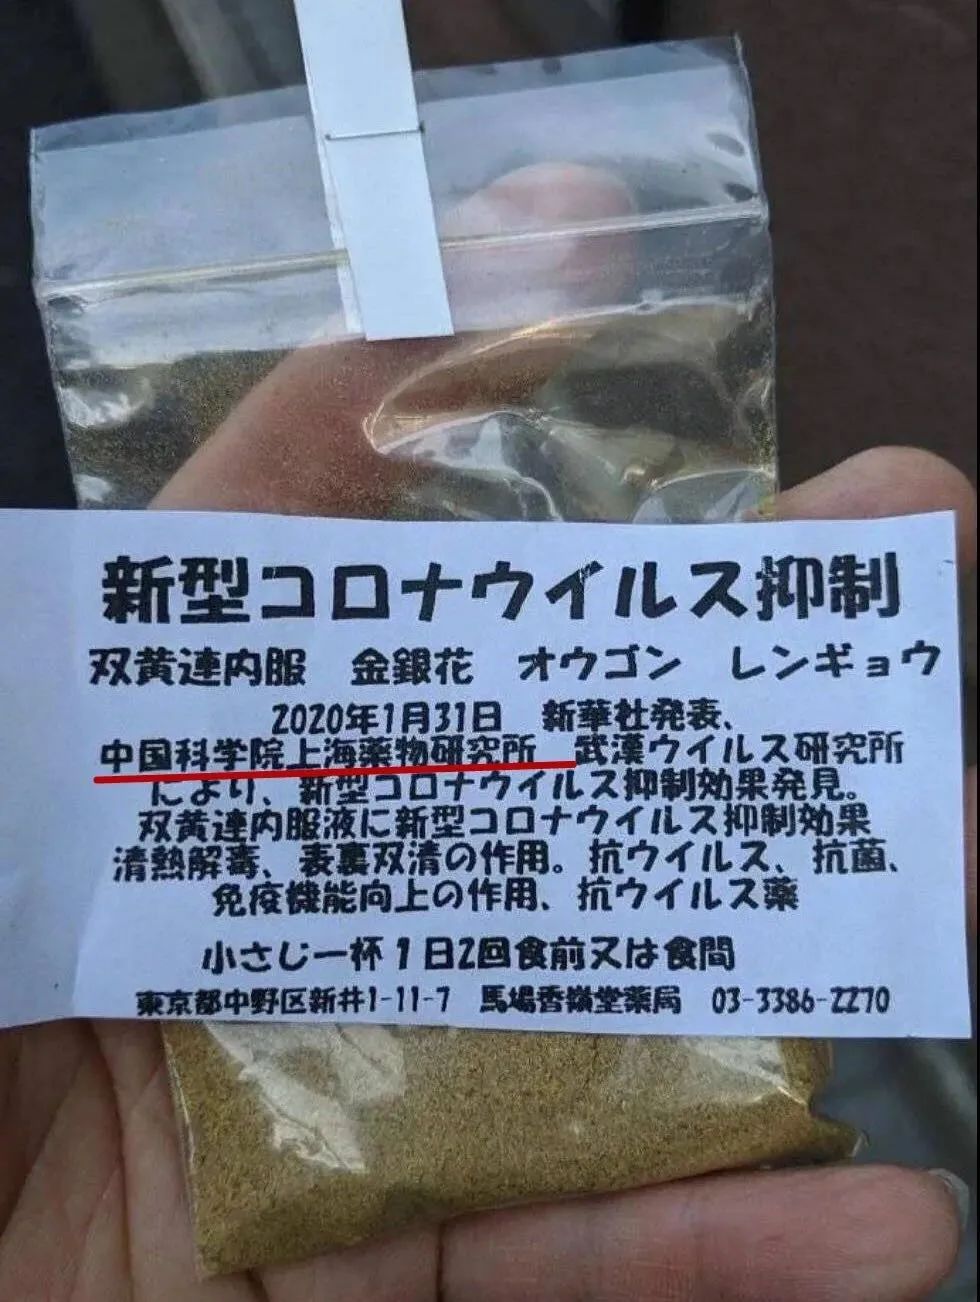 新型コロナウイルス抑制
双黄連内服　金銀花　オウゴン　レンギョウ
2020年1月31日　新華社発表、
中国科学院上海薬物研究所　武漢ウイルス研究所
により、新型コロナウイルス抑制効果発見。
双黄連内服液に新型コロナウイルス抑制効果
清熱解毒、表裏双清の作用。抗ウイルス、抗菌、
免疫機能向上の作用、抗ウイルス薬
小さじ一杯1日2回食前又は食間
東京都中野区新井1-11-7　馬場香嶺堂薬局　03-3386-2270